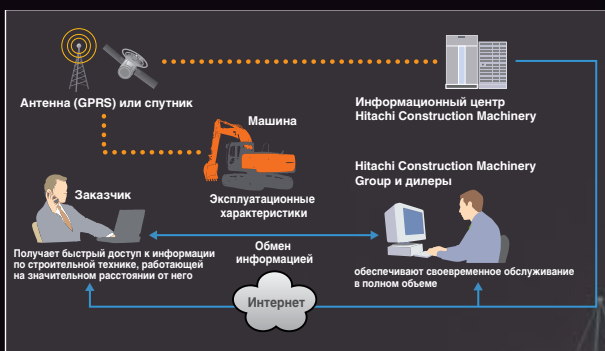 Антенна (GPRS) или спутник
Информационный центр
Hitachi Construction Machinery
Машина
Эксплуатационные
характеристики
Заказчик
Hitachi Construction Machinery
Group и дилеры
Получает быстрый доступ к информации
по строительной технике, работающей
на значительном расстоянии от него
Обмен
информацией
обеспечивают своевременное обслуживание
в полном объеме
Интернет